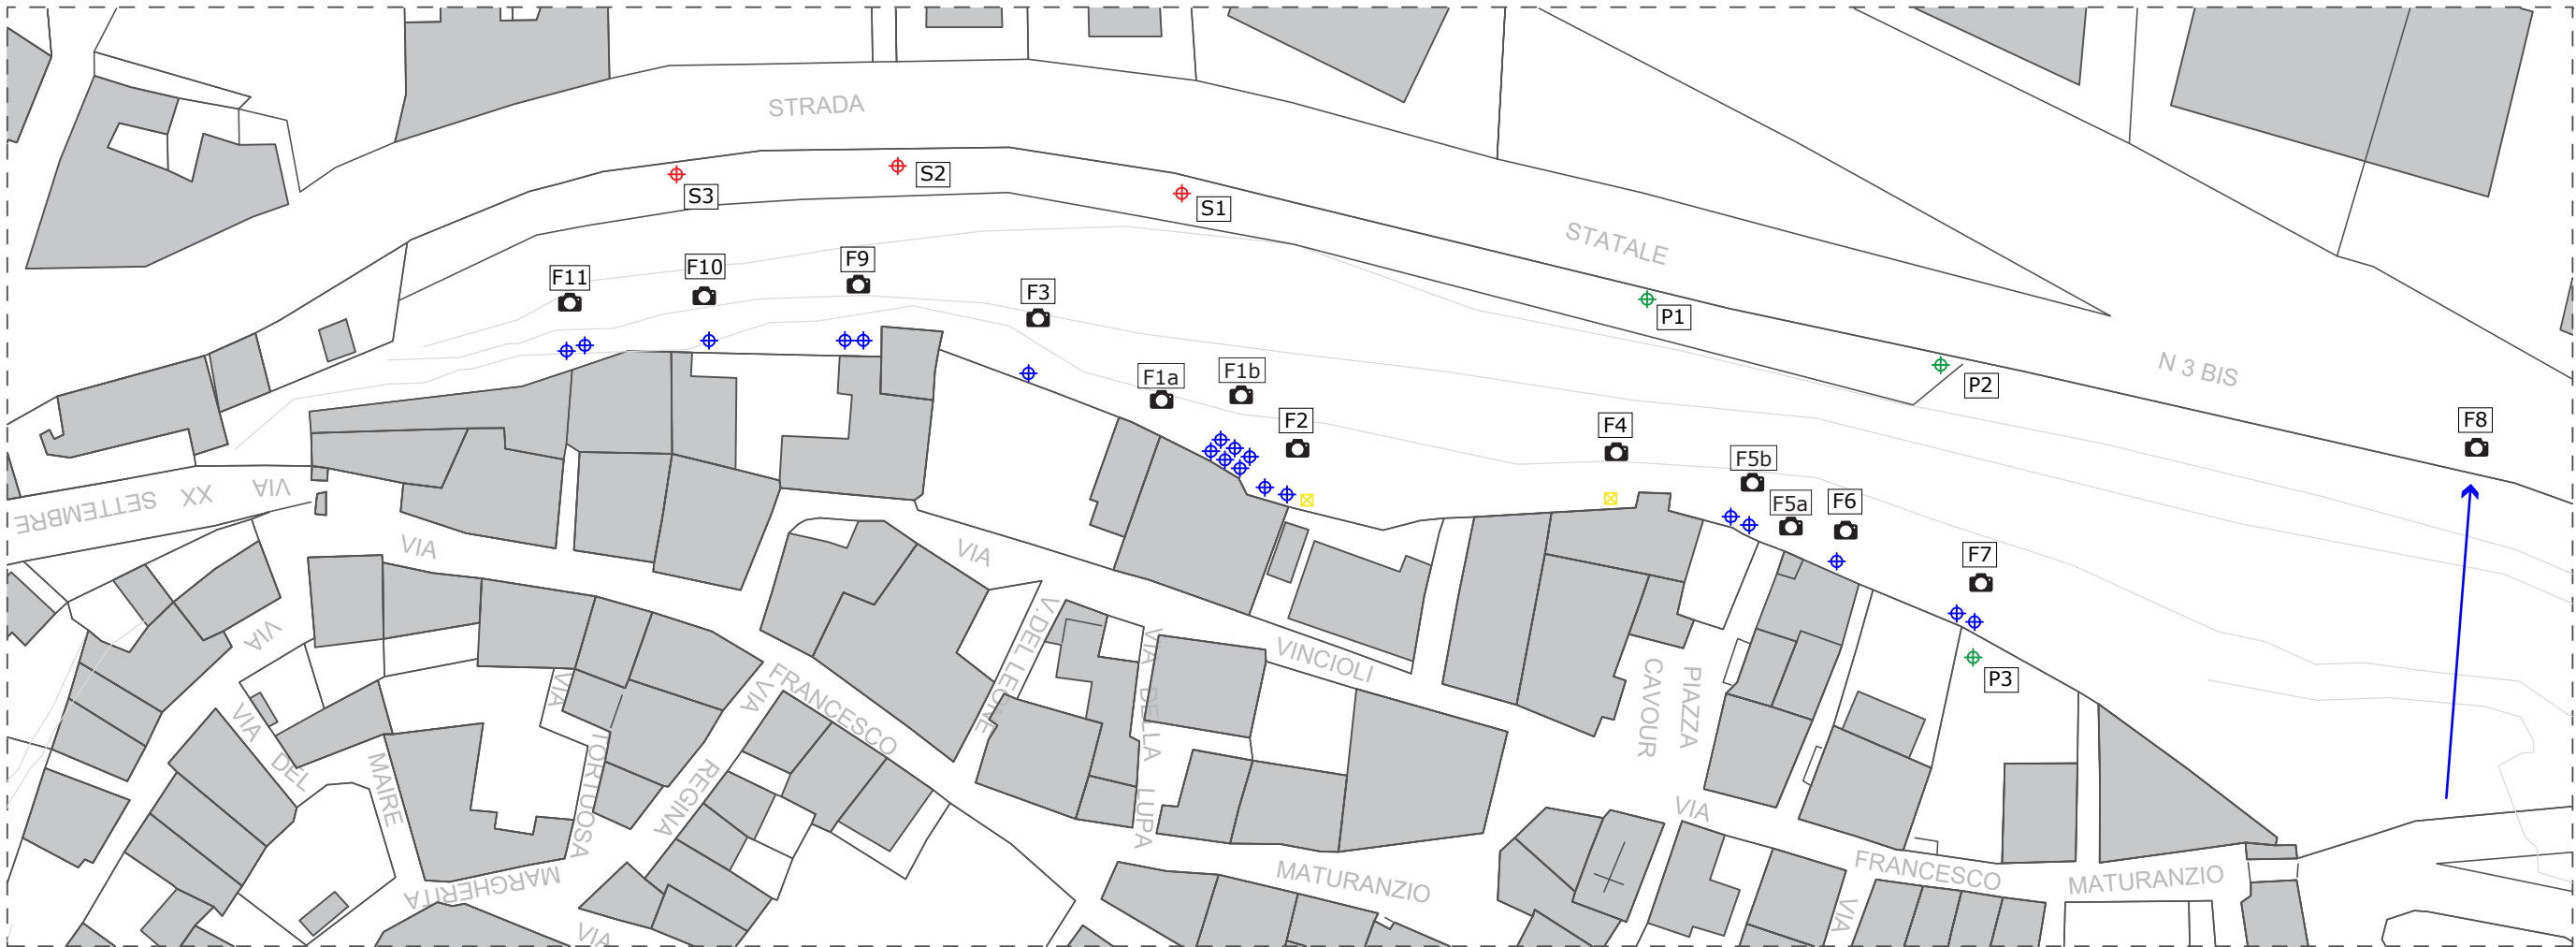 STRADA
S2
S3
S1
STATALE
F9
F10
F11
F3
P1
N 3 BIS
F1b
F1a
P2
F2
F4
F8
F5b
F5a
F6
VIA XX SETTEMBRE
VIA
VIA
F7
V.DEL LEONE
VIA
VIA DELLA LUPA
VINCIOLI
P3
PIAZZA
CAVOUR
FRANCESCO
VIA TORTUOSA
VIA REGINA
VIA DEL
MAIRE
VIA
FRANCESCO
MATURANZIO
MATURANZIO
MARGHERITA
VIA
VIA